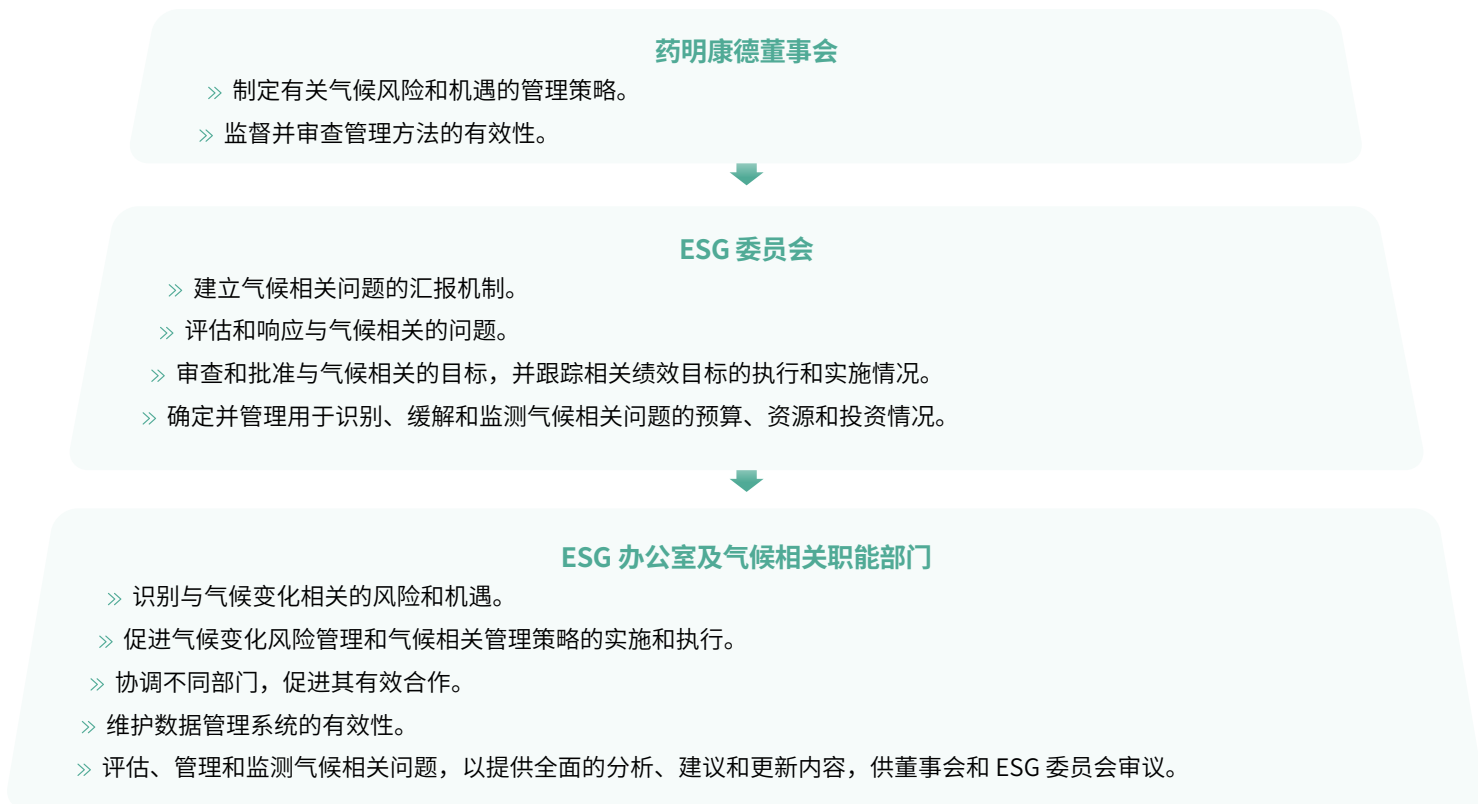 药明康德董事会
» 制定有关气候风险和机遇的管理策略。
» 监督并审查管理方法的有效性。
ESG 委员会
» 建立气候相关问题的汇报机制。
» 评估和响应与气候相关的问题。
» 审查和批准与气候相关的目标，并跟踪相关绩效目标的执行和实施情况。
» 确定并管理用于识别、缓解和监测气候相关问题的预算、资源和投资情况。
ESG 办公室及气候相关职能部门
» 识别与气候变化相关的风险和机遇。
» 促进气候变化风险管理和气候相关管理策略的实施和执行。
» 协调不同部门，促进其有效合作。
» 维护数据管理系统的有效性。
» 评估、管理和监测气候相关问题，以提供全面的分析、建议和更新内容，供董事会和 ESG 委员会审议。